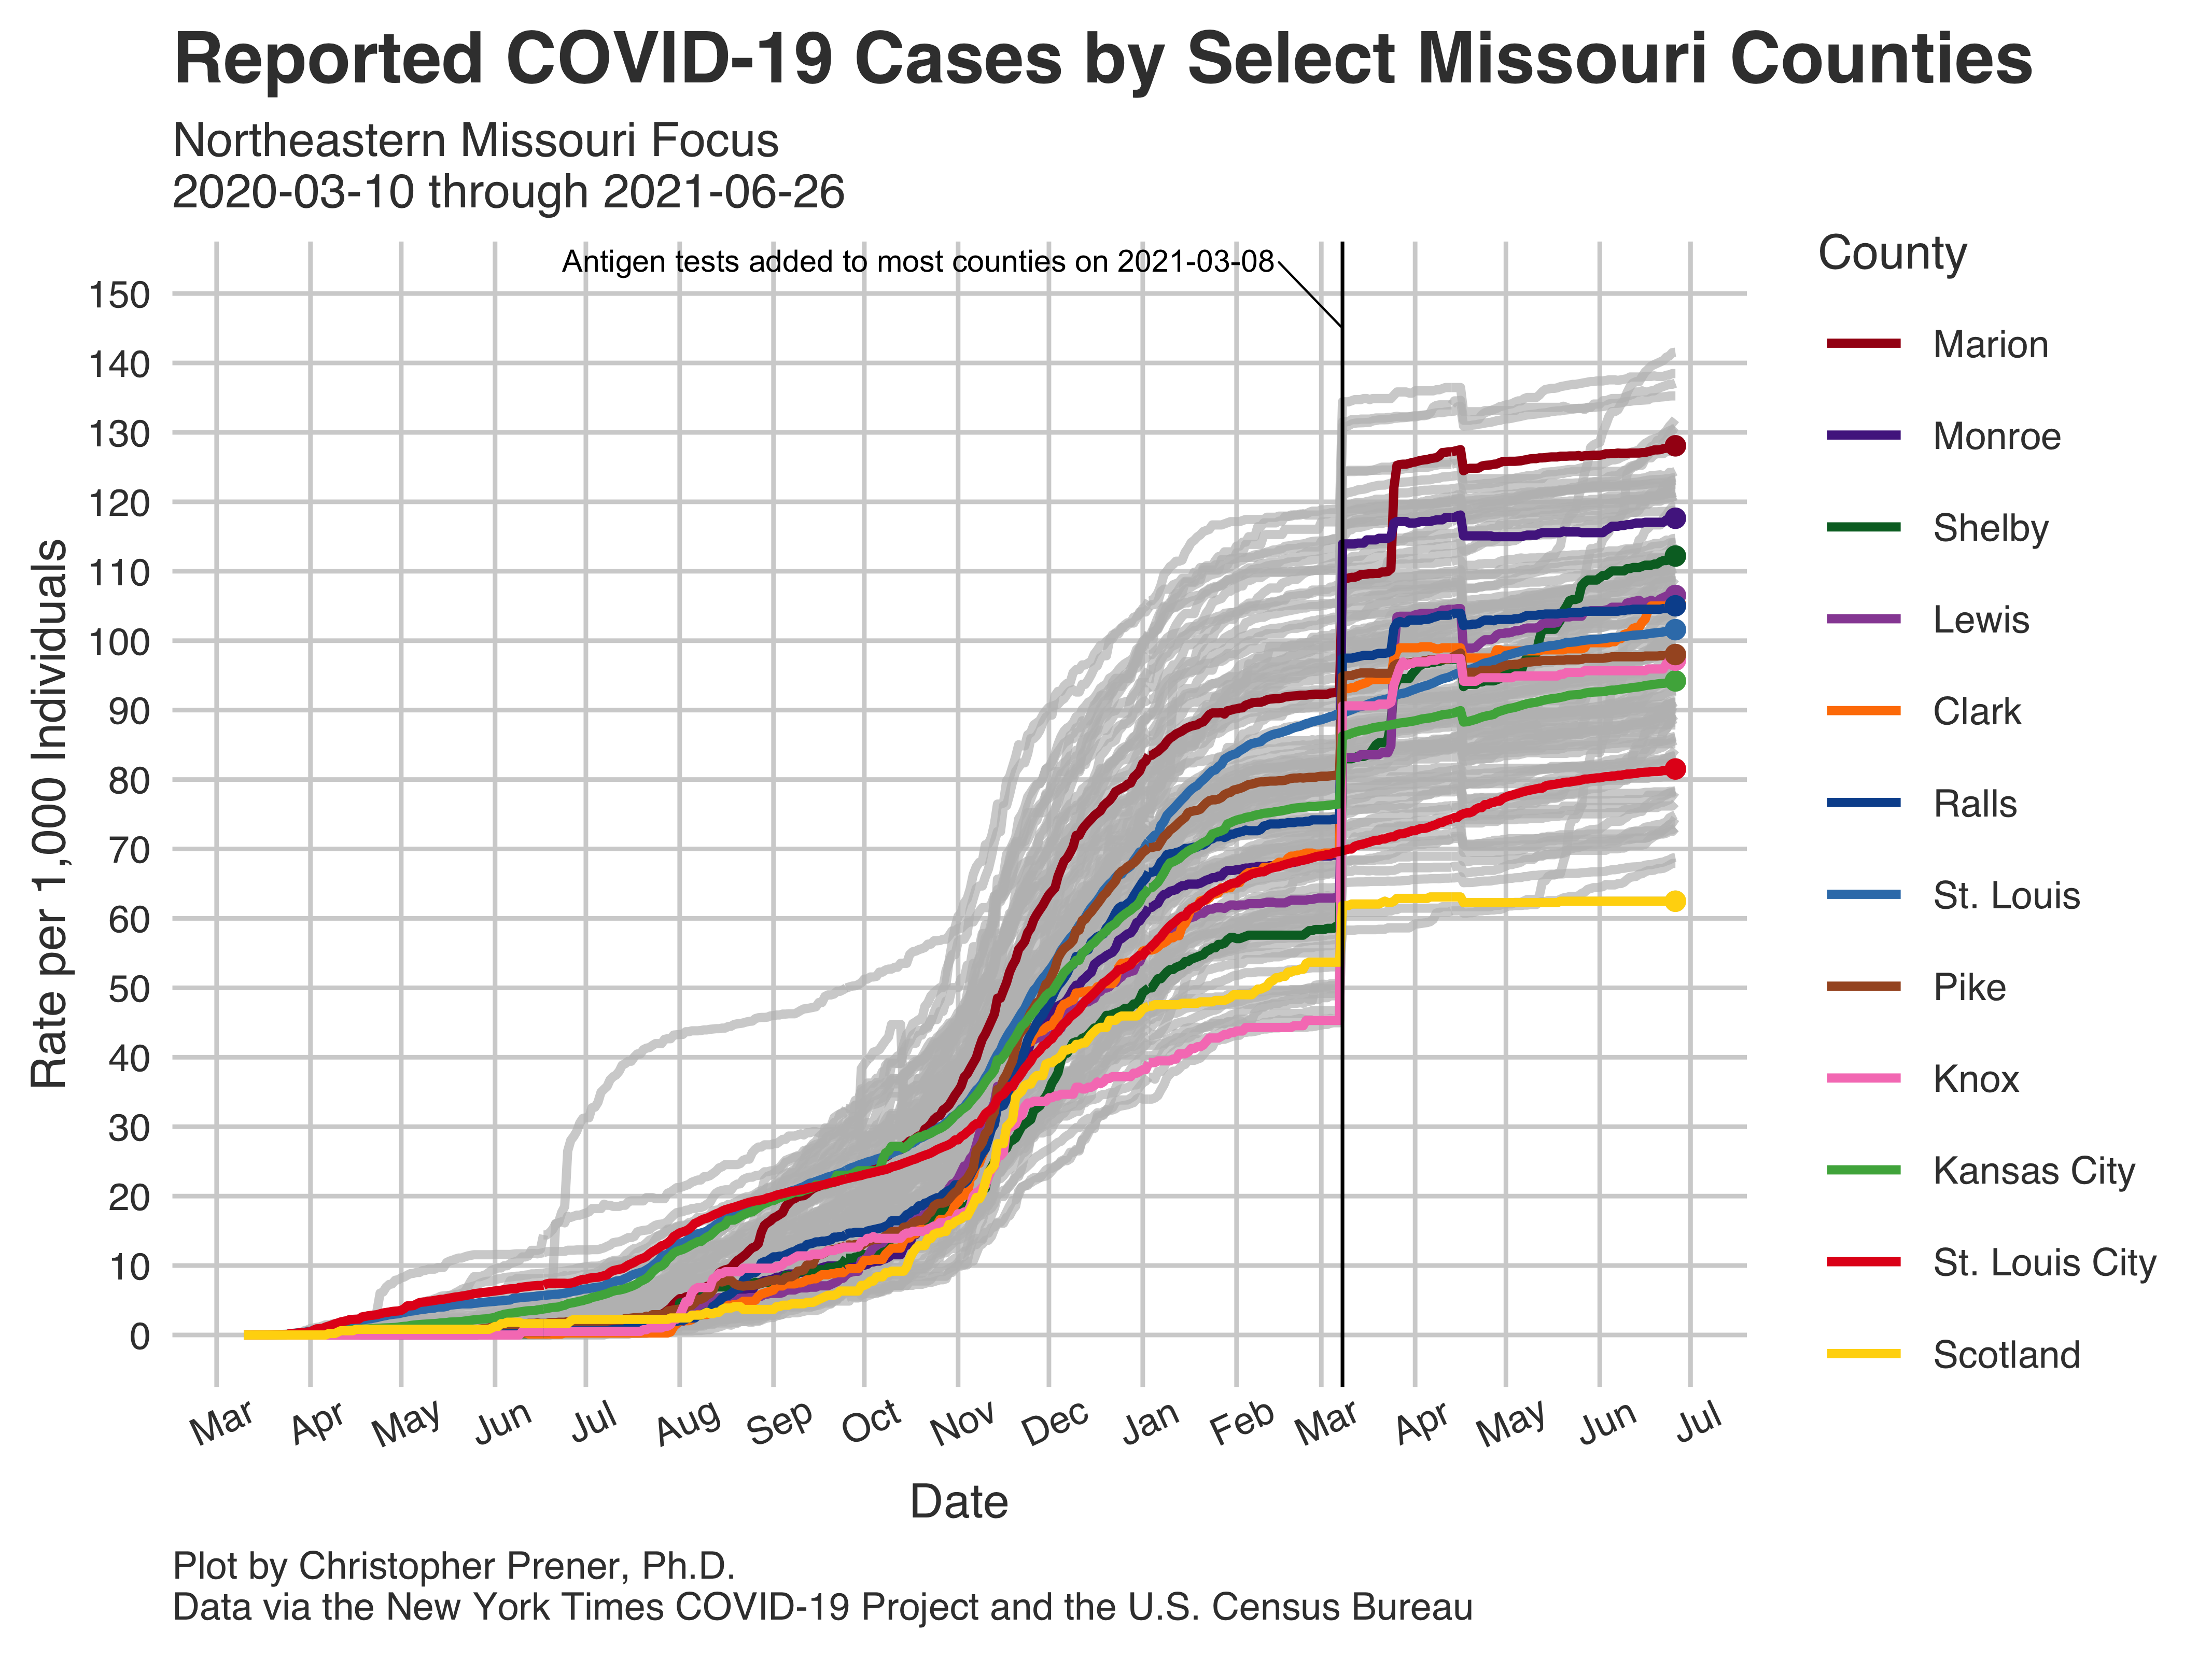 Reported COVID-19 Cases by Select Missouri Counties
Northeastern Missouri Focus
2020-03-10 through 2021-06-26
Antigen tests added to most counties on 2021-03-08
Rate per 1,000 Individuals
150
140
130
120
110
100
90
80
70
60
50
40
30
20
10
0
Mar Apr May Jun Jul Aug Sep Oct Nov Dec Jan Feb Mar Apr May Jun Jul
Date
County
Marion
Monroe
Shelby
Lewis
Clark
Ralls
St. Louis
Pike
Knox
Kansas City
St. Louis City
Scotland
Plot by Christopher Prener, Ph.D.
Data via the New York Times COVID-19 Project and the U.S. Census Bureau